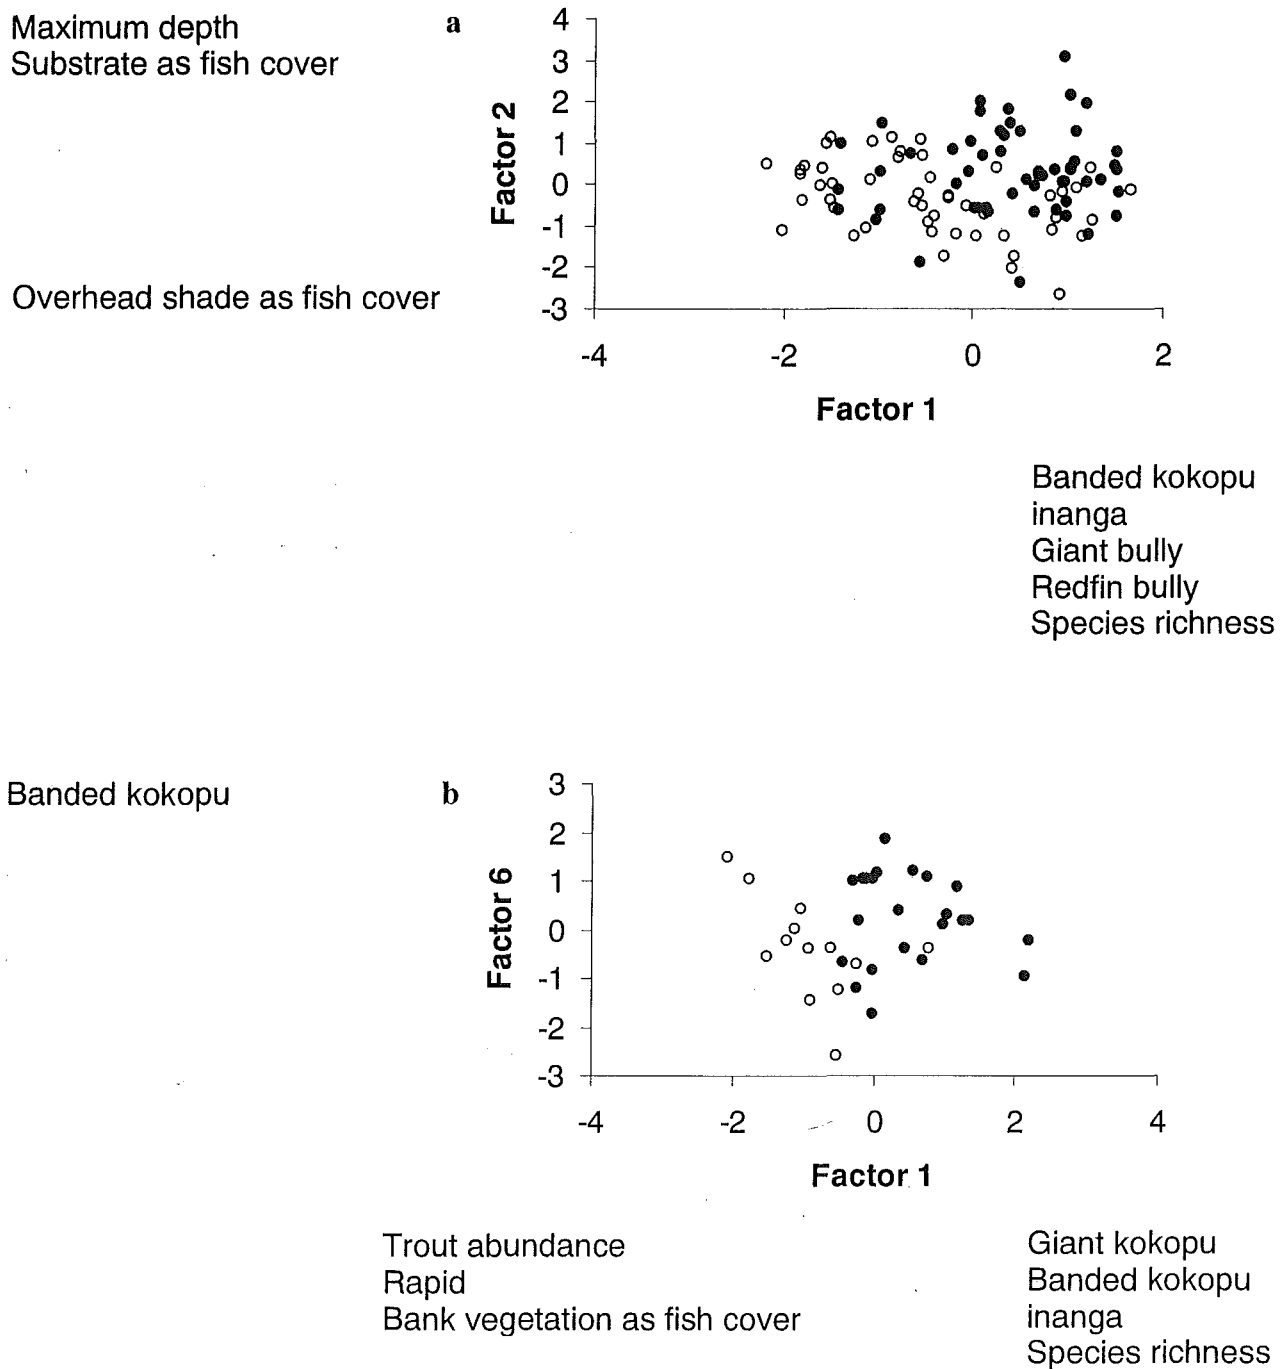 Maximum depth
Substrate as fish cover
Overhead shade as fish cover
a
4
3
2
1
0
-1
-2
-3
Factor 2
-4
-2
0
2
Factor 1
Banded kokopu
inanga
Giant bully
Redfin bully
Species richness
Banded kokopu
b
3
2
1
0
-1
-2
-3
Factor 6
-4
-2
0
2
4
Factor 1
Trout abundance
Rapid
Bank vegetation as fish cover
Giant kokopu
Banded kokopu
inanga
Species richness